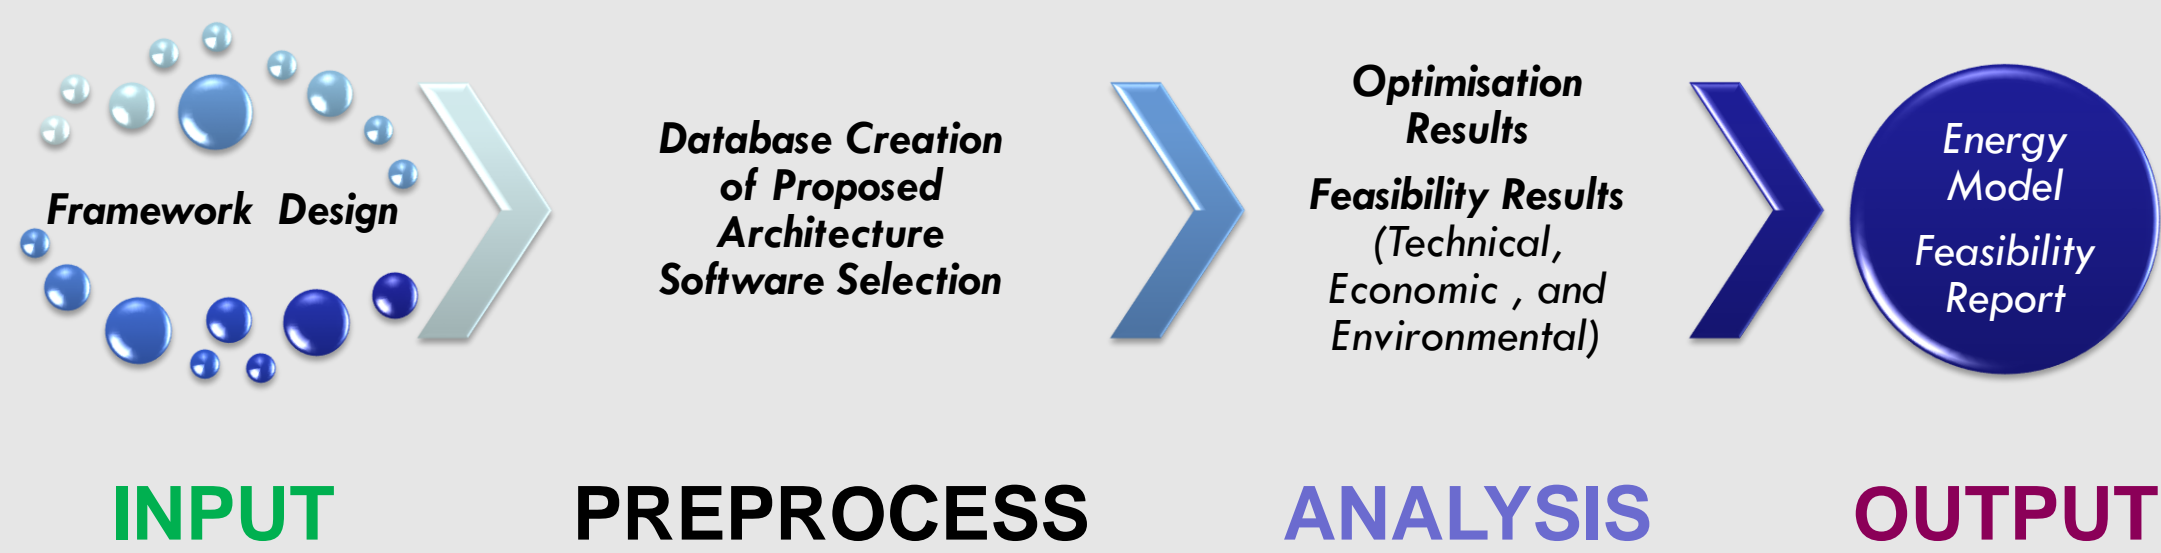 Framework Design
Database Creation
of Proposed
Architecture
Software Selection
Optimisation
Results
Feasibility Results
(Technical,
Economic , and
Environmental)
Energy
Model
Feasibility
Report
INPUT
PREPROCESS
ANALYSIS
OUTPUT